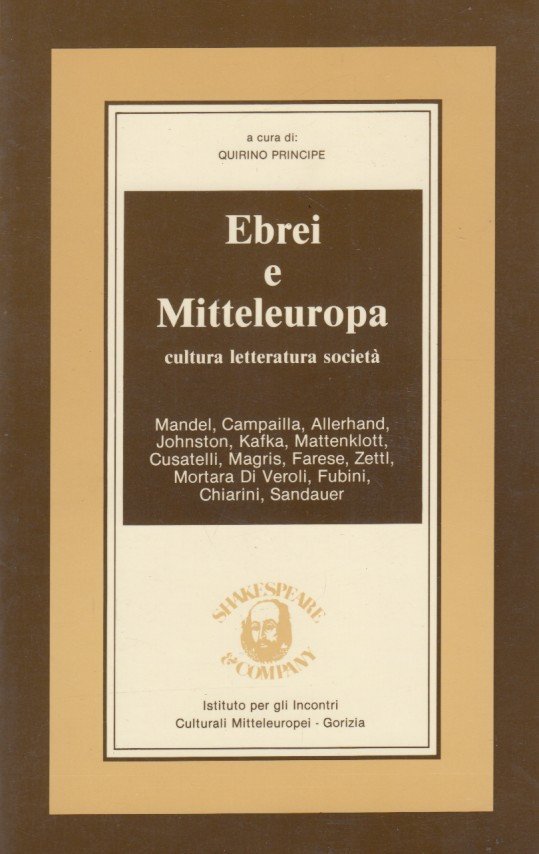 a cura di:
QUIRINO PRINCIPE
Ebrei
e
Mitteleuropa
cultura letteratura società
Mandel, Campailla, Allerhand,
Johnston, Kafka, Mattenklott,
Cusatelli, Magris, Farese, Zettl,
Mortara Di Veroli, Fubini,
Chiarini, Sandauer
SHAKESPEARE
& COMPANY
Istituto per gli Incontri
Culturali Mitteleuropei - Gorizia